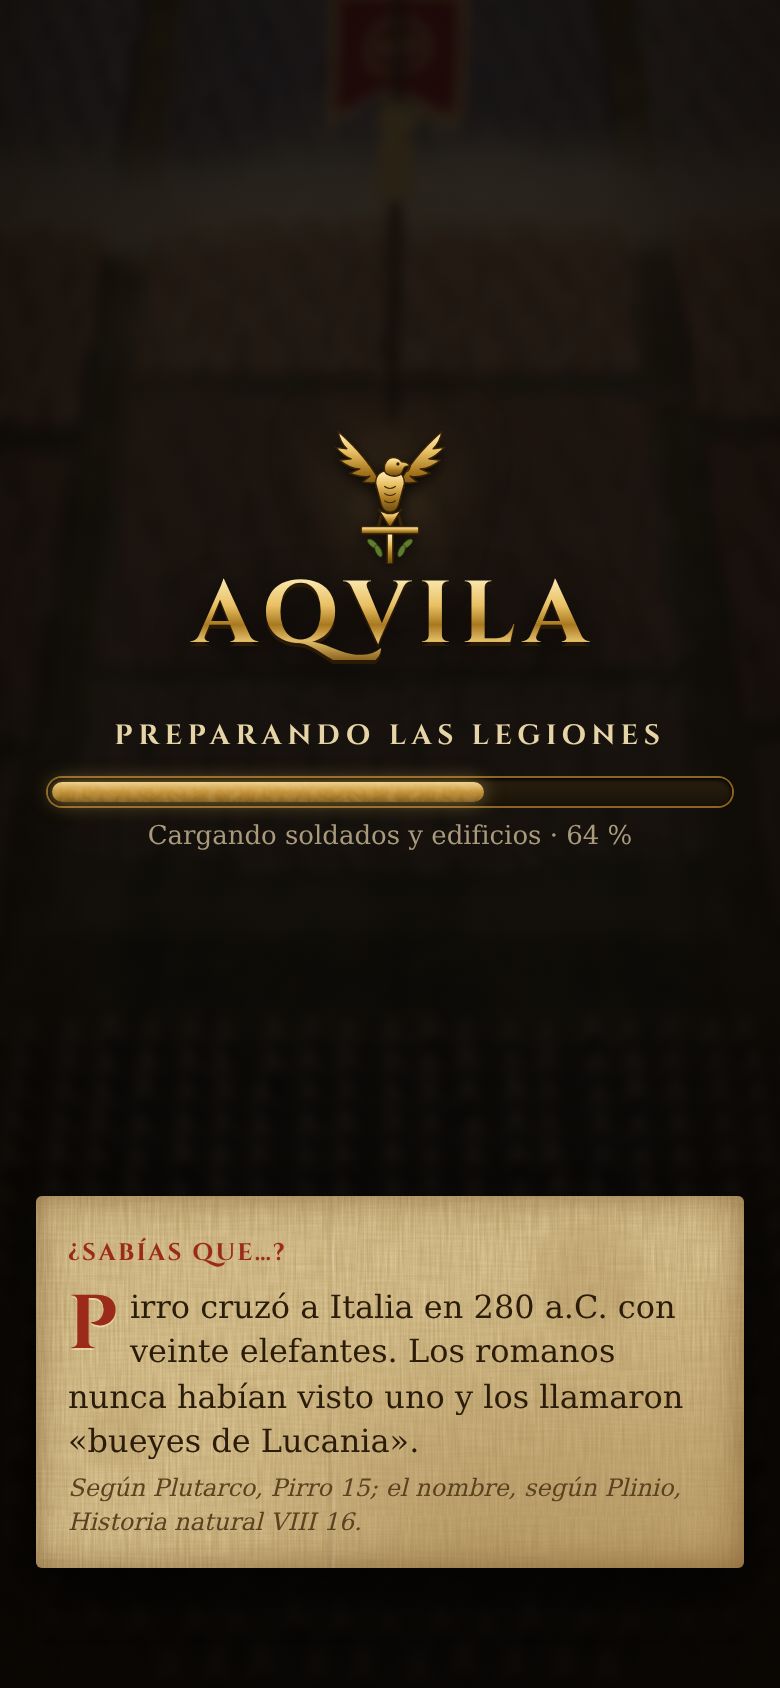 AQVILA
PREPARANDO LAS LEGIONES
Cargando soldados y edificios · 64 %
¿SABÍAS QUE…?
Pirro cruzó a Italia en 280 a.C. con
veinte elefantes. Los romanos
nunca habían visto uno y los llamaron
«bueyes de Lucania».
Según Plutarco, Pirro 15; el nombre, según Plinio,
Historia natural VIII 16.